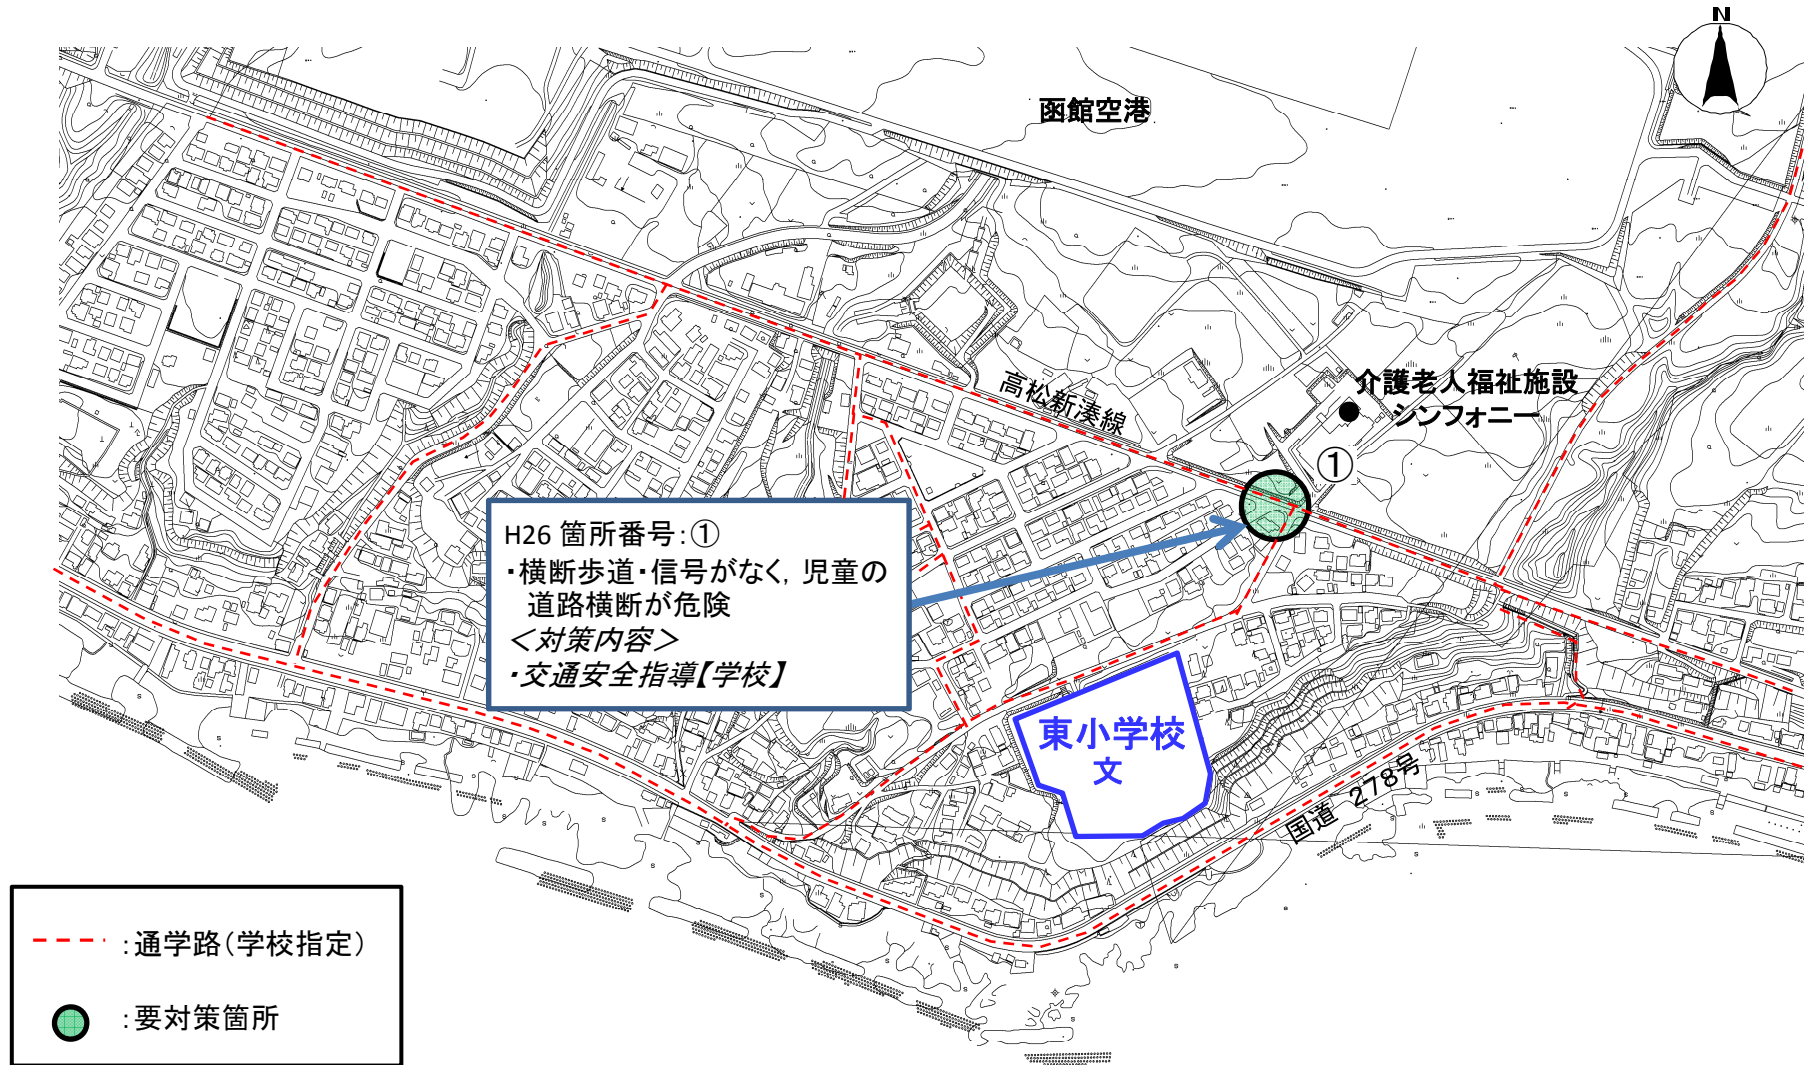 N
函館空港
高松新湊線
介護老人福祉施設
シンフォニー
①
H26 箇所番号:①
・横断歩道・信号がなく, 児童の
道路横断が危険
＜対策内容＞
・交通安全指導【学校】
東小学校
文
国道 278号
:通学路(学校指定)
:要対策箇所